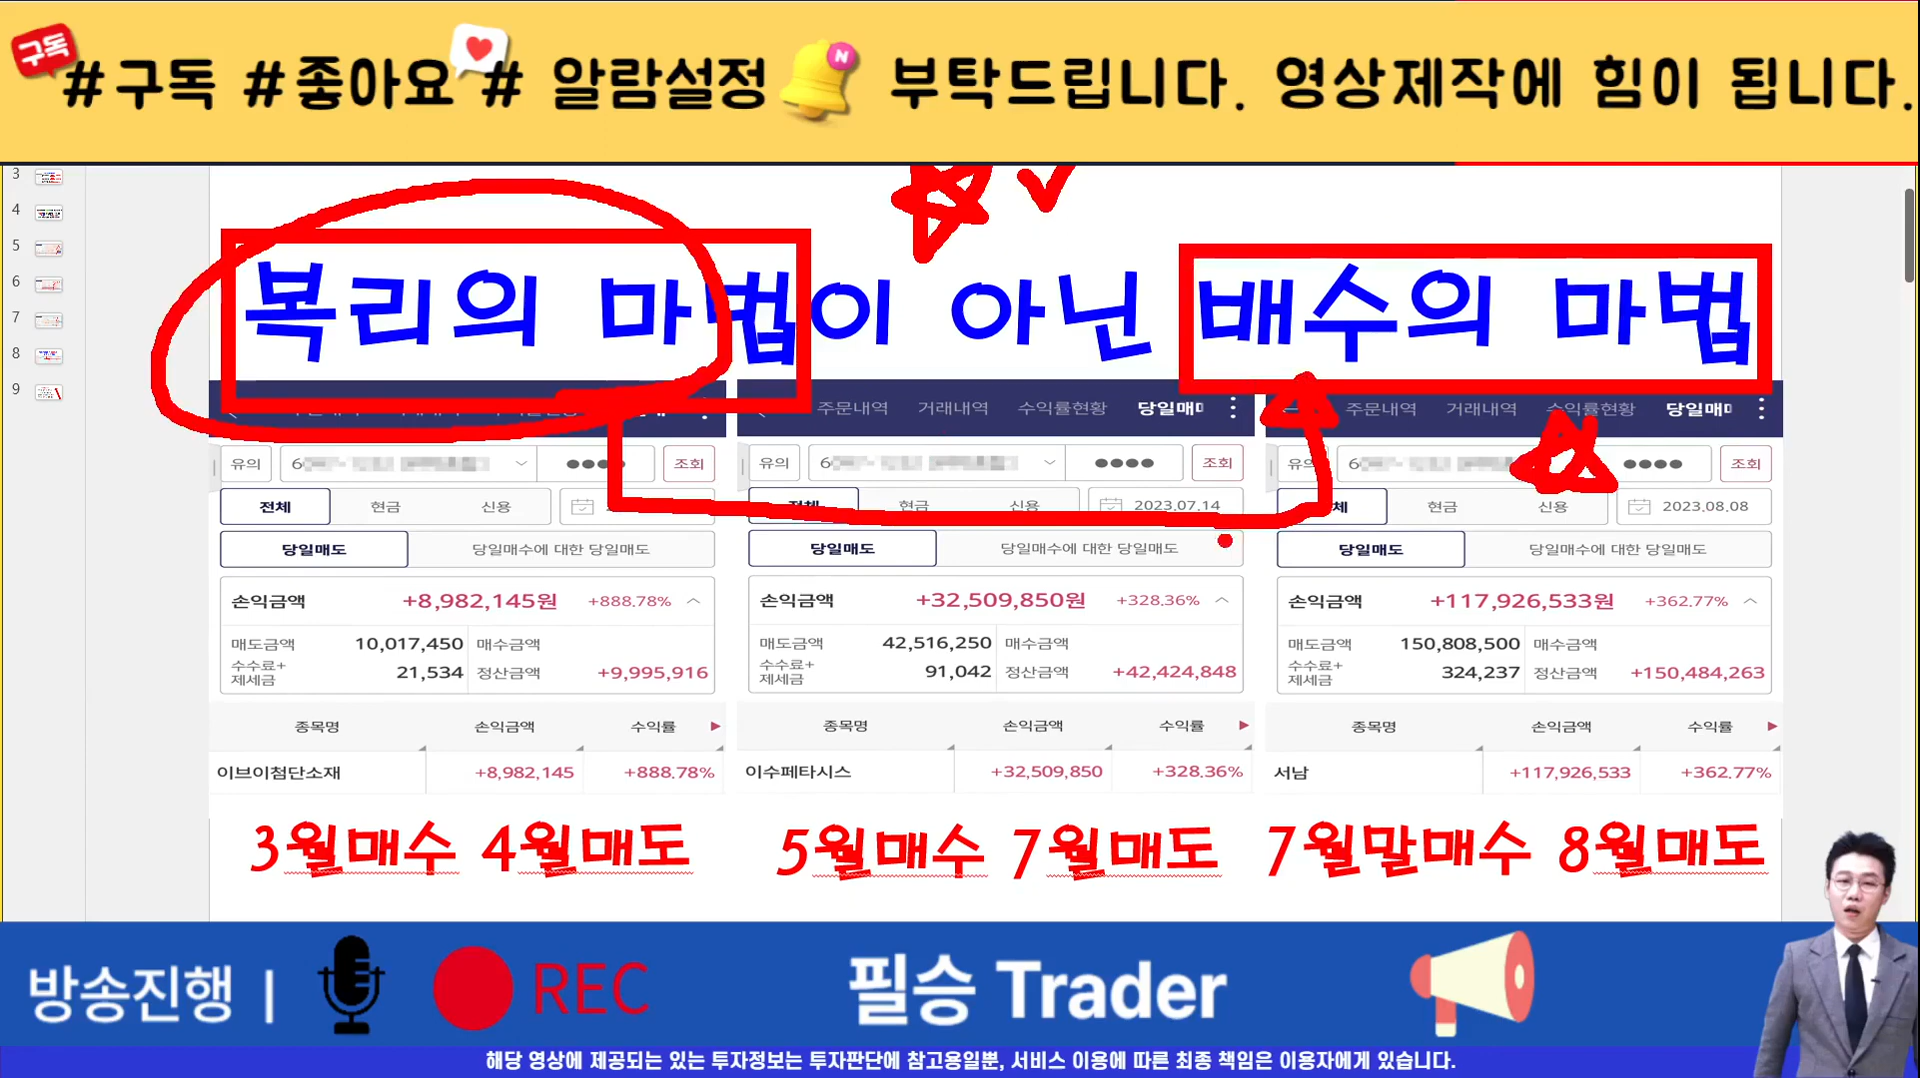 구독
#구독 #좋아요 # 알람설정 N 부탁드립니다. 영상제작에 힘이 됩니다.
3
4
5
6
7
8
9
복리의 마법이 아닌 배수의 마법
주문내역 거래내역 수익률현황 당일매
주문내역 거래내역 수익률현황 당일매
유의 6 조회
유의 6 조회
유의 6 조회
전체 현금 신용
전체 현금 신용 2023.07.14
체 현금 신용 2023.08.08
당일매도 당일매수에 대한 당일매도
당일매도 당일매수에 대한 당일매도
당일매도 당일매수에 대한 당일매도
손익금액 +8,982,145원 +888.78%
매도금액 10,017,450 매수금액
수수료+
제세금 21,534 정산금액 +9,995,916
손익금액 +32,509,850원 +328.36%
매도금액 42,516,250 매수금액
수수료+
제세금 91,042 정산금액 +42,424,848
손익금액 +117,926,533원 +362.77%
매도금액 150,808,500 매수금액
수수료+
제세금 324,237 정산금액 +150,484,263
종목명 손익금액 수익률
이브이첨단소재 +8,982,145 +888.78%
종목명 손익금액 수익률
이수페타시스 +32,509,850 +328.36%
종목명 손익금액 수익률
서남 +117,926,533 +362.77%
3월매수 4월매도
5월매수 7월매도
7월말매수 8월매도
방송진행 | REC 필승 Trader
해당 영상에 제공되는 있는 투자정보는 투자판단에 참고용일뿐, 서비스 이용에 따른 최종 책임은 이용자에게 있습니다.